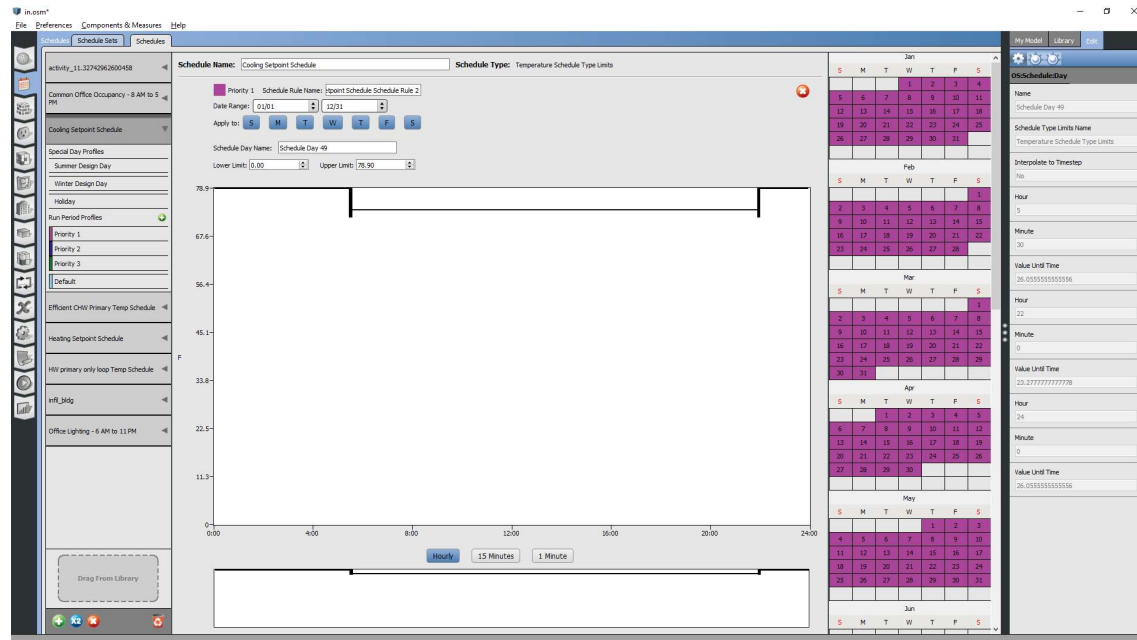 in.osm*
File Preferences Components & Measures Help
Schedules Schedule Sets Schedules
My Model Library Edit
activity_11.32742962600458
Common Office Occupancy - 8 AM to 5 PM
Cooling Setpoint Schedule
Special Day Profiles
Summer Design Day
Winter Design Day
Holiday
Run Period Profiles
Priority 1
Priority 2
Priority 3
Default
Efficient CHW Primary Temp Schedule
Heating Setpoint Schedule
HW primary only loop Temp Schedule
infil_bldg
Office Lighting - 6 AM to 11 PM
Drag From Library
X2
Schedule Name: Cooling Setpoint Schedule Schedule Type: Temperature Schedule Type Limits
Priority 1 Schedule Rule Name: etpoint Schedule Schedule Rule 2
Date Range: 01/01 12/31
Apply to: S M T W T F S
Schedule Day Name: Schedule Day 49
Lower Limit: 0.00 Upper Limit: 78.90
78.9
67.6
56.4
45.1
F
33.8
22.5
11.3
0
0:00 4:00 8:00 12:00 16:00 20:00 24:00
Hourly 15 Minutes 1 Minute
Jan
S M T W T F S
1 2 3 4
5 6 7 8 9 10 11
12 13 14 15 16 17 18
19 20 21 22 23 24 25
26 27 28 29 30 31
Feb
S M T W T F S
1
2 3 4 5 6 7 8
9 10 11 12 13 14 15
16 17 18 19 20 21 22
23 24 25 26 27 28
Mar
S M T W T F S
1
2 3 4 5 6 7 8
9 10 11 12 13 14 15
16 17 18 19 20 21 22
23 24 25 26 27 28 29
30 31
Apr
S M T W T F S
1 2 3 4 5
6 7 8 9 10 11 12
13 14 15 16 17 18 19
20 21 22 23 24 25 26
27 28 29 30
May
S M T W T F S
1 2 3
4 5 6 7 8 9 10
11 12 13 14 15 16 17
18 19 20 21 22 23 24
25 26 27 28 29 30 31
Jun
S M T W T F S
OS:Schedule:Day
Name
Schedule Day 49
Schedule Type Limits Name
Temperature Schedule Type Limits
Interpolate to Timestep
No
Hour
5
Minute
30
Value Until Time
26.0555555555556
Hour
22
Minute
0
Value Until Time
23.2777777777778
Hour
24
Minute
0
Value Until Time
26.0555555555556